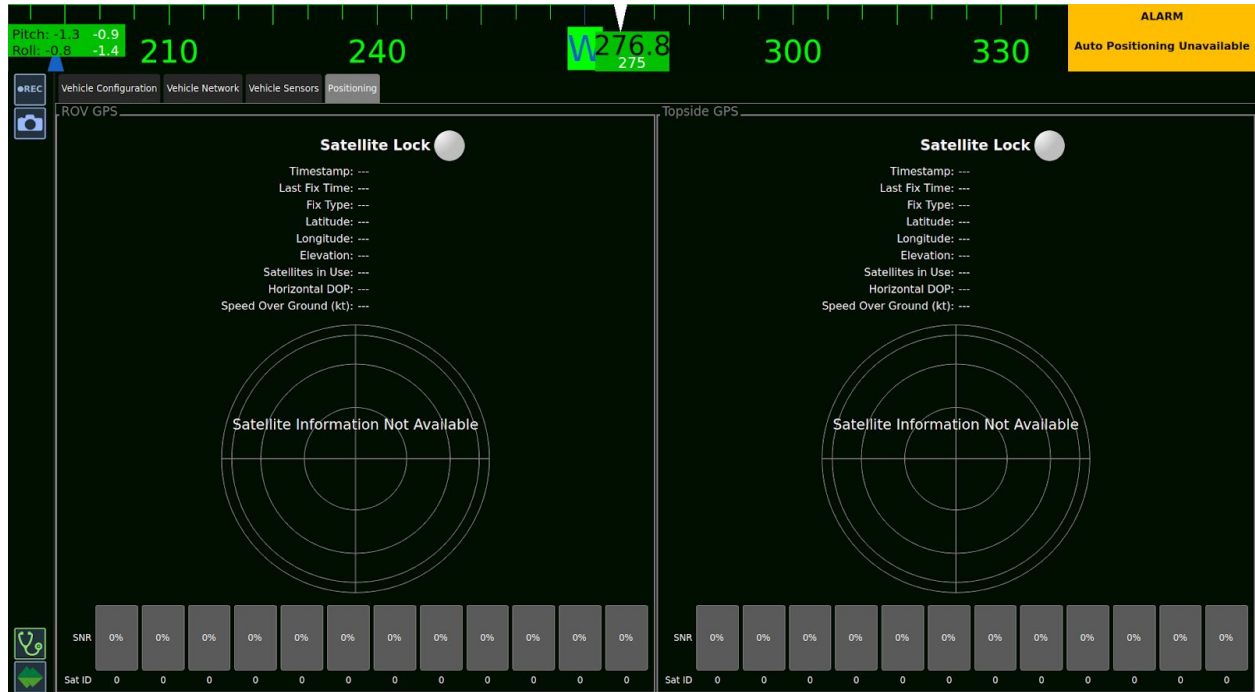 Pitch: -1.3 -0.9
Roll: -0.8 -1.4
210 240 W 276.8 300 330
275
ALARM
Auto Positioning Unavailable
REC
Vehicle Configuration Vehicle Network Vehicle Sensors Positioning
ROV GPS
Satellite Lock
Timestamp: ---
Last Fix Time: ---
Fix Type: ---
Latitude: ---
Longitude: ---
Elevation: ---
Satellites in Use: ---
Horizontal DOP: ---
Speed Over Ground (kt): ---
Satellite Information Not Available
SNR 0% 0% 0% 0% 0% 0% 0% 0% 0% 0% 0% 0%
Sat ID 0 0 0 0 0 0 0 0 0 0 0 0
Topside GPS
Satellite Lock
Timestamp: ---
Last Fix Time: ---
Fix Type: ---
Latitude: ---
Longitude: ---
Elevation: ---
Satellites in Use: ---
Horizontal DOP: ---
Speed Over Ground (kt): ---
Satellite Information Not Available
SNR 0% 0% 0% 0% 0% 0% 0% 0% 0% 0% 0% 0%
Sat ID 0 0 0 0 0 0 0 0 0 0 0 0